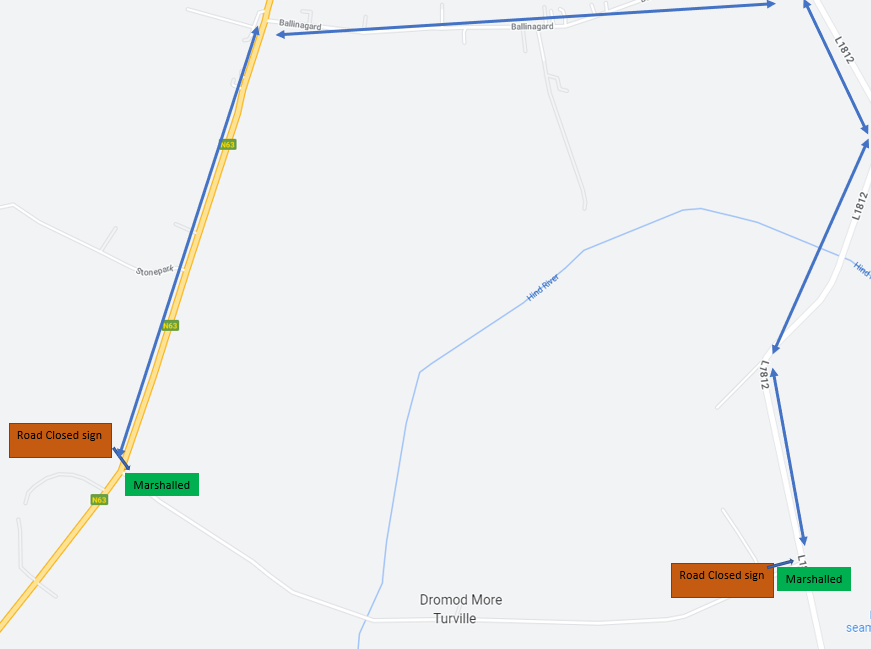 Ballinagard
Ballinagard
L1812
N63
L1812
Stonepark
Hind River
N63
L7812
Road Closed sign
Marshalled
N63
Road Closed sign
Marshalled
Dromod More
Turville